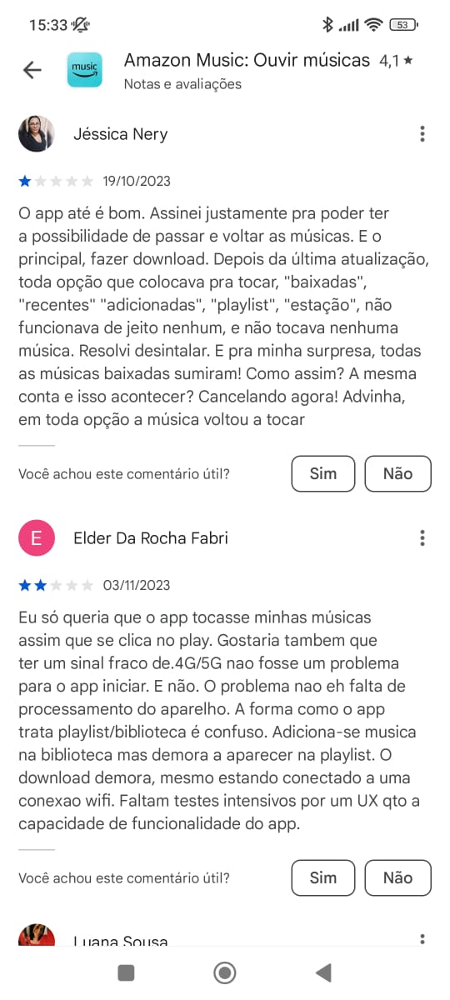 15:33
53
music
Amazon Music: Ouvir músicas 4,1★
Notas e avaliações
Jéssica Nery
19/10/2023
O app até é bom. Assinei justamente pra poder ter
a possibilidade de passar e voltar as músicas. E o
principal, fazer download. Depois da última atualização,
toda opção que colocava pra tocar, "baixadas",
"recentes" "adicionadas", "playlist", "estação", não
funcionava de jeito nenhum, e não tocava nenhuma
música. Resolvi desintalar. E pra minha surpresa, todas
as músicas baixadas sumiram! Como assim? A mesma
conta e isso acontecer? Cancelando agora! Advinha,
em toda opção a música voltou a tocar
Você achou este comentário útil?
Sim
Não
E
Elder Da Rocha Fabri
03/11/2023
Eu só queria que o app tocasse minhas músicas
assim que se clica no play. Gostaria tambem que
ter um sinal fraco de.4G/5G nao fosse um problema
para o app iniciar. E não. O problema nao eh falta de
processamento do aparelho. A forma como o app
trata playlist/biblioteca é confuso. Adiciona-se musica
na biblioteca mas demora a aparecer na playlist. O
download demora, mesmo estando conectado a uma
conexao wifi. Faltam testes intensivos por um UX qto a
capacidade de funcionalidade do app.
Você achou este comentário útil?
Sim
Não
Luana Sousa